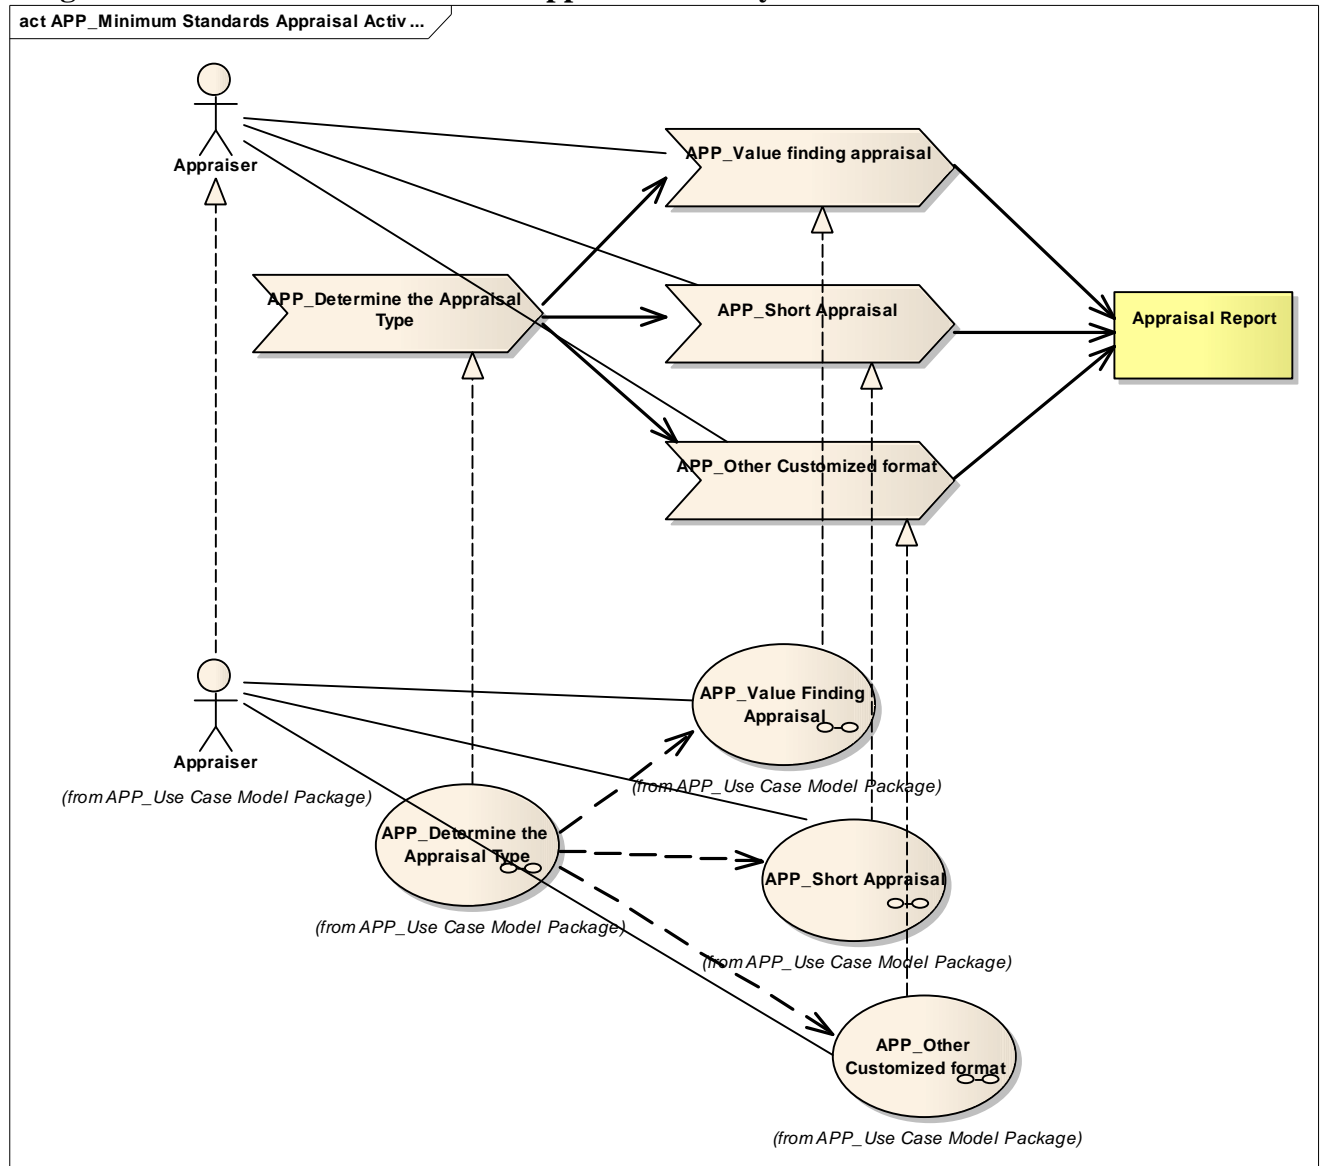 act APP_Minimum Standards Appraisal Activ ...
Appraiser
APP_Value finding appraisal
APP_Determine the Appraisal
Type
APP_Short Appraisal
Appraisal Report
APP_Other Customized format
APP_Value Finding
Appraisal
Appraiser
(from APP_Use Case Model Package)
(from APP_Use Case Model Package)
APP_Determine the
Appraisal Type
APP_Short Appraisal
(from APP_Use Case Model Package)
(from APP_Use Case Model Package)
APP_Other
Customized format
(from APP_Use Case Model Package)